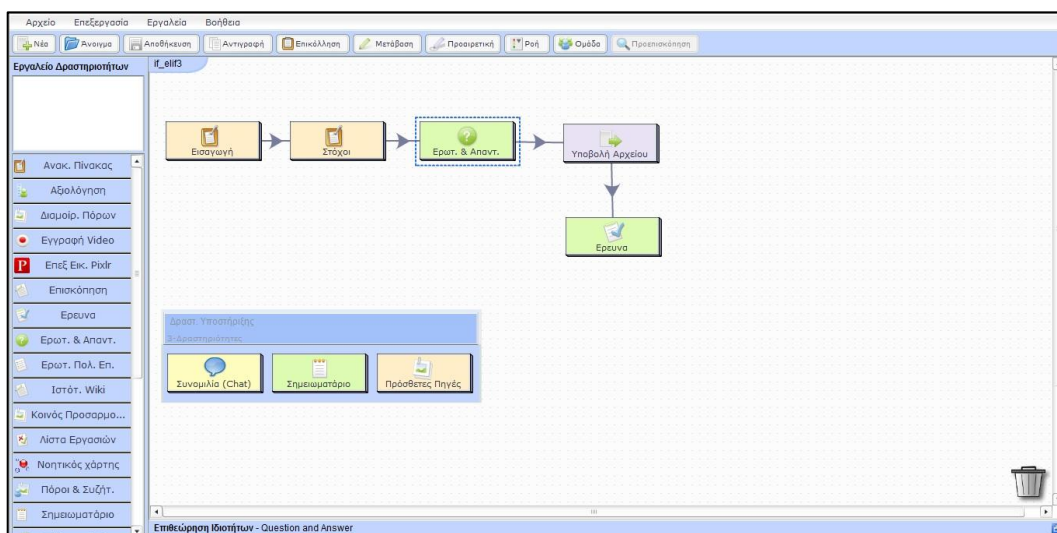 Αρχείο Επεξεργασία Εργαλεία Βοήθεια
Νέο Άνοιγμα Αποθήκευση Αντιγραφή Επικόλληση Μετάβαση Προαιρετική Ροή Ομάδα Προεπισκόπηση
Εργαλείο Δραστηριοτήτων
if_elif3
Εισαγωγή
Στόχοι
Ερωτ. & Απαντ.
Υποβολή Αρχείου
Ερευνα
Δραστ. Υποστήριξης
3-Δραστηριότητες
Συνομιλία (Chat)
Σημειωματάριο
Πρόσθετες Πηγές
Ανακ. Πίνακας
Αξιολόγηση
Διαμοίρ. Πόρων
Εγγραφή Video
Επεξ Εικ. Pixlr
Επισκόπηση
Ερευνα
Ερωτ. & Απαντ.
Ερωτ. Πολ. Επ.
Ιστότ. Wiki
Κοινός Προσαρμο...
Λίστα Εργασιών
Νοητικός χάρτης
Πόροι & Συζήτ.
Σημειωματάριο
Επιθεώρηση Ιδιοτήτων - Question and Answer